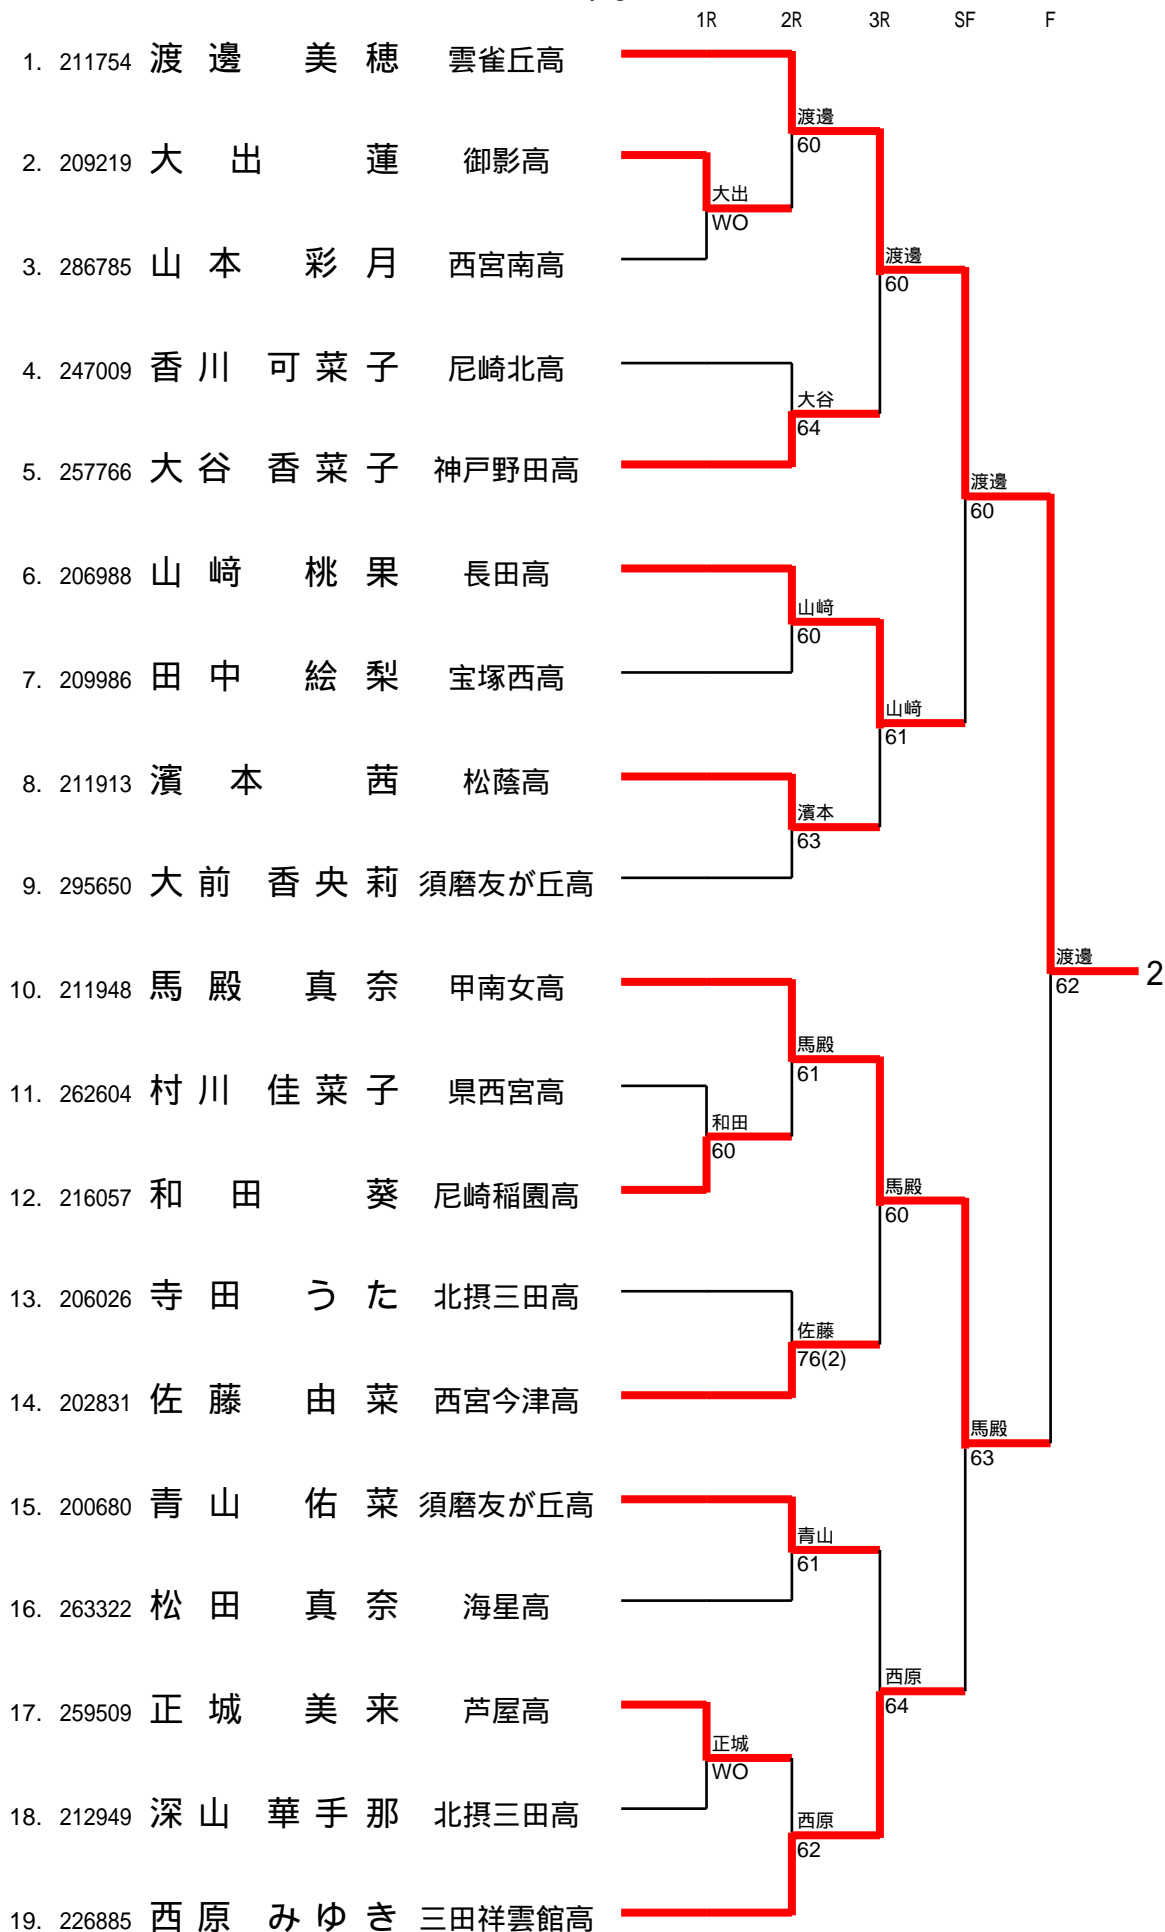 1R 2R 3R SF F
1. 211754 渡邊 美穂 雲雀丘高
渡邊
60
2. 209219 大出 蓮 御影高
大出
WO
3. 286785 山本 彩月 西宮南高
渡邊
60
4. 247009 香川 可菜子 尼崎北高
大谷
64
5. 257766 大谷 香菜子 神戸野田高
渡邊
60
6. 206988 山﨑 桃果 長田高
山﨑
60
7. 209986 田中 絵梨 宝塚西高
山﨑
61
8. 211913 濱本 茜 松蔭高
濱本
63
9. 295650 大前 香央莉 須磨友が丘高
渡邊
62
2
10. 211948 馬殿 真奈 甲南女高
馬殿
61
11. 262604 村川 佳菜子 県西宮高
和田
60
12. 216057 和田 葵 尼崎稲園高
馬殿
60
13. 206026 寺田 うた 北摂三田高
佐藤
76(2)
14. 202831 佐藤 由菜 西宮今津高
馬殿
63
15. 200680 青山 佑菜 須磨友が丘高
青山
61
16. 263322 松田 真奈 海星高
西原
64
17. 259509 正城 美来 芦屋高
正城
WO
18. 212949 深山 華手那 北摂三田高
西原
62
19. 226885 西原 みゆき 三田祥雲館高